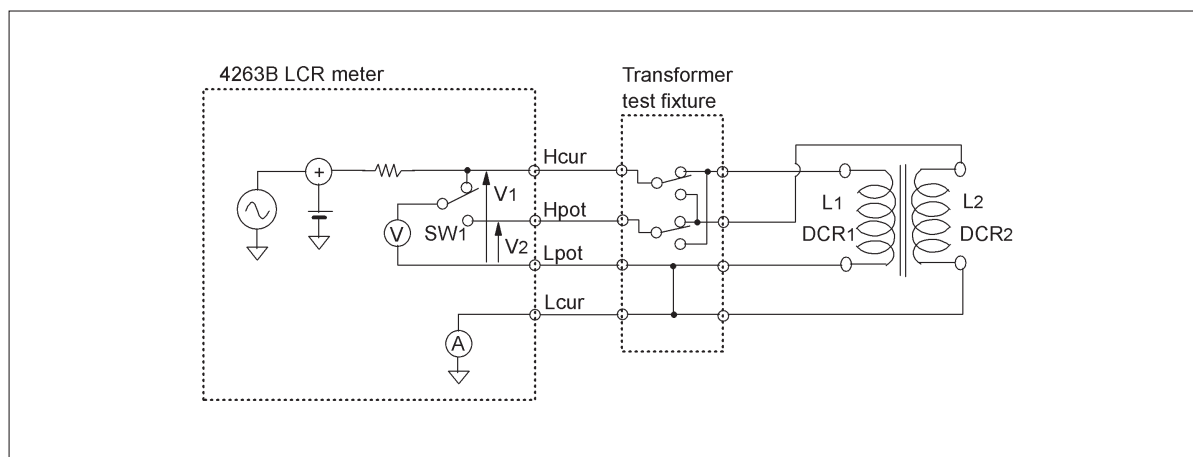 4263B LCR meter
Transformer
test fixture
+
Hcur
V1
Hpot
V
SW1
V2
Lpot
Lcur
A
L1
DCR1
L2
DCR2